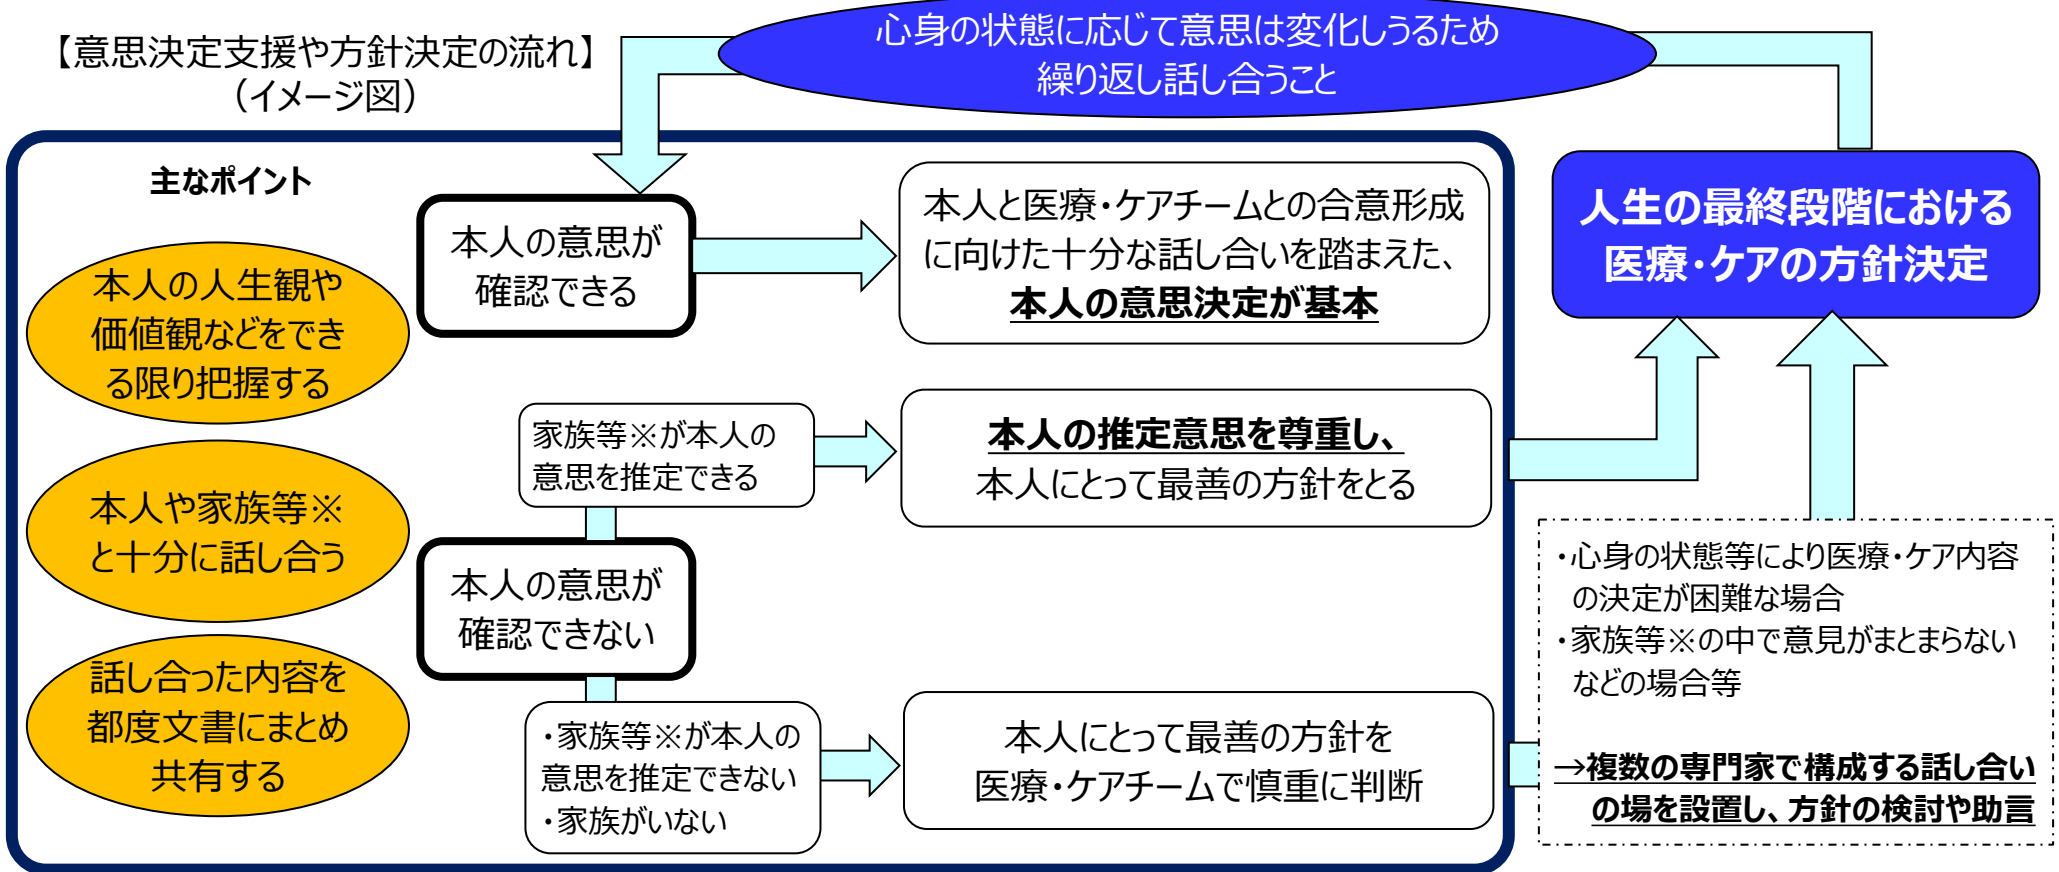 【意思決定支援や方針決定の流れ】
（イメージ図）
心身の状態に応じて意思は変化しうるため
繰り返し話し合うこと
主なポイント
本人の人生観や
価値観などをでき
る限り把握する
本人や家族等※
と十分に話し合う
話し合った内容を
都度文書にまとめ
共有する
本人の意思が
確認できる
本人と医療・ケアチームとの合意形成
に向けた十分な話し合いを踏まえた、
本人の意思決定が基本
家族等※が本人の
意思を推定できる
本人の推定意思を尊重し、
本人にとって最善の方針をとる
本人の意思が
確認できない
・家族等※が本人の
意思を推定できない
・家族がいない
本人にとって最善の方針を
医療・ケアチームで慎重に判断
人生の最終段階における
医療・ケアの方針決定
・心身の状態等により医療・ケア内容
の決定が困難な場合
・家族等※の中で意見がまとまらない
などの場合等
→複数の専門家で構成する話し合い
の場を設置し、方針の検討や助言